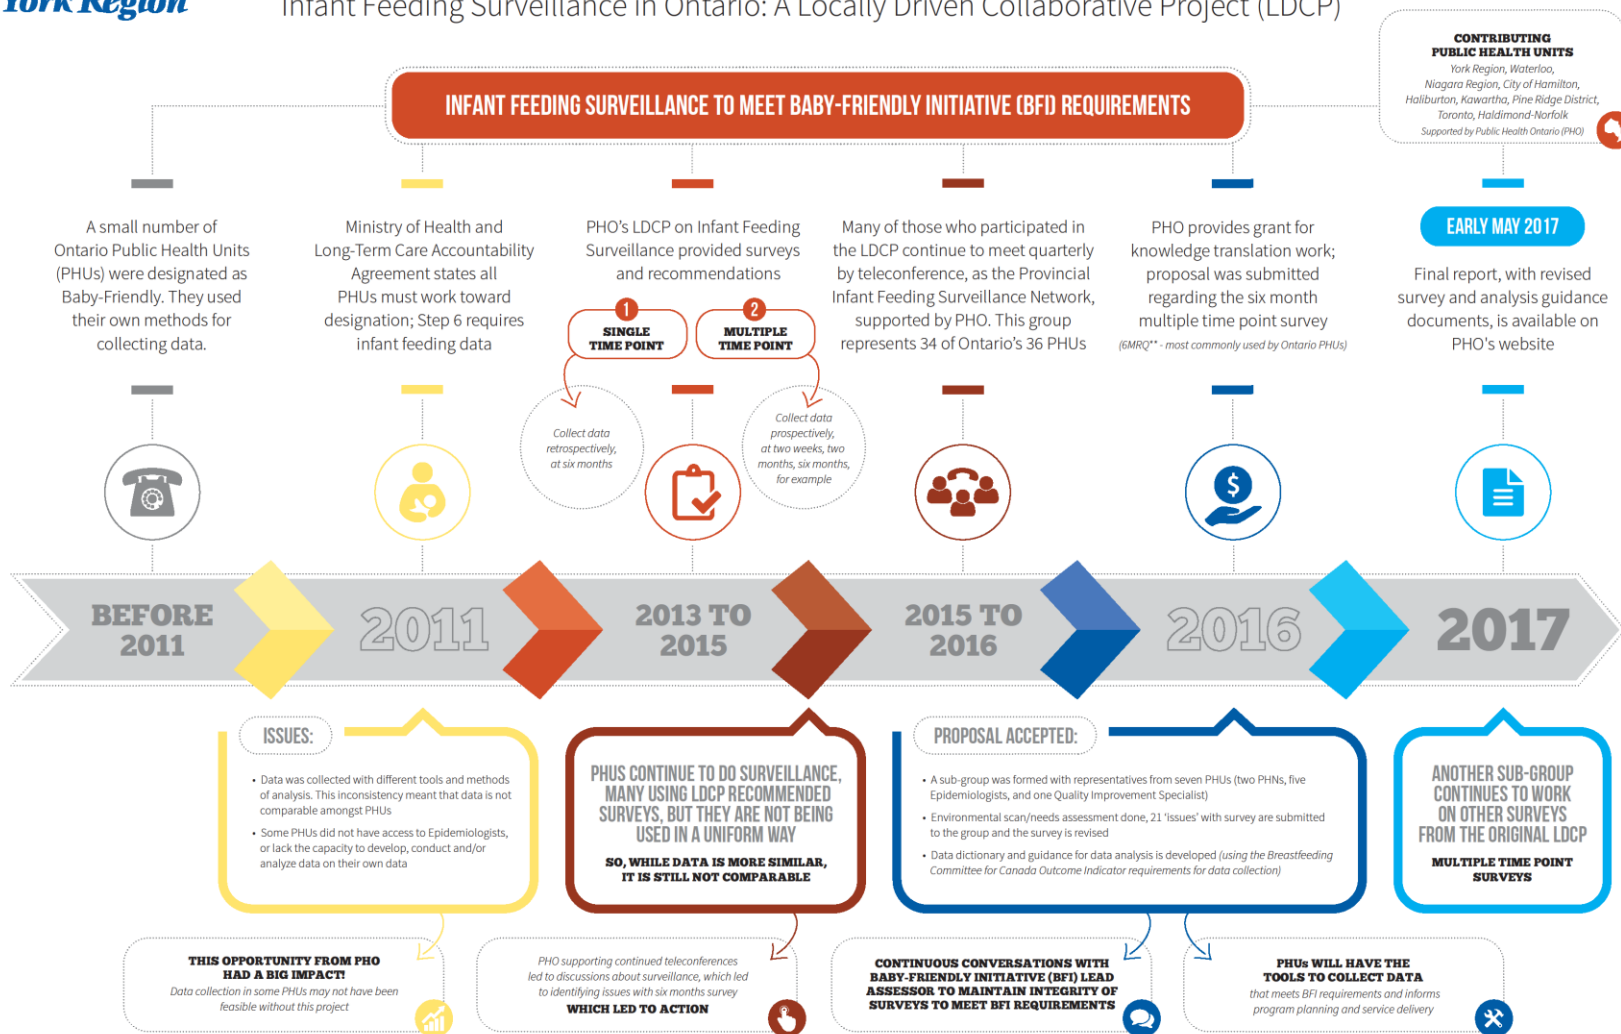 York Region
Infant Feeding Surveillance in Ontario: A Locally Driven Collaborative Project (LDCP)
CONTRIBUTING
PUBLIC HEALTH UNITS
York Region, Waterloo,
Niagara Region, City of Hamilton,
Haliburton, Kawartha, Pine Ridge District,
Toronto, Haldimond-Norfolk
Supported by Public Health Ontario (PHO)
INFANT FEEDING SURVEILLANCE TO MEET BABY-FRIENDLY INITIATIVE (BFI) REQUIREMENTS
A small number of
Ontario Public Health Units
(PHUs) were designated as
Baby-Friendly. They used
their own methods for
collecting data.
Ministry of Health and
Long-Term Care Accountability
Agreement states all
PHUs must work toward
designation; Step 6 requires
infant feeding data
PHO's LDCP on Infant Feeding
Surveillance provided surveys
and recommendations
1
SINGLE
TIME POINT
2
MULTIPLE
TIME POINT
Collect data
retrospectively,
at six months
Collect data
prospectively,
at two weeks, two
months, six months,
for example
Many of those who participated in
the LDCP continue to meet quarterly
by teleconference, as the Provincial
Infant Feeding Surveillance Network,
supported by PHO. This group
represents 34 of Ontario's 36 PHUs
PHO provides grant for
knowledge translation work;
proposal was submitted
regarding the six month
multiple time point survey
(6MRQ** - most commonly used by Ontario PHUs)
EARLY MAY 2017
Final report, with revised
survey and analysis guidance
documents, is available on
PHO's website
$
BEFORE
2011
2011
2013 TO
2015
2015 TO
2016
2016
2017
ISSUES:
• Data was collected with different tools and methods
of analysis. This inconsistency meant that data is not
comparable amongst PHUs
• Some PHUs did not have access to Epidemiologists,
or lack the capacity to develop, conduct and/or
analyze data on their own data
PHUS CONTINUE TO DO SURVEILLANCE,
MANY USING LDCP RECOMMENDED
SURVEYS, BUT THEY ARE NOT BEING
USED IN A UNIFORM WAY
SO, WHILE DATA IS MORE SIMILAR,
IT IS STILL NOT COMPARABLE
PROPOSAL ACCEPTED:
• A sub-group was formed with representatives from seven PHUs (two PHNs, five
Epidemiologists, and one Quality Improvement Specialist)
• Environmental scan/needs assessment done, 21 'issues' with survey are submitted
to the group and the survey is revised
• Data dictionary and guidance for data analysis is developed (using the Breastfeeding
Committee for Canada Outcome Indicator requirements for data collection)
ANOTHER SUB-GROUP
CONTINUES TO WORK
ON OTHER SURVEYS
FROM THE ORIGINAL LDCP
MULTIPLE TIME POINT
SURVEYS
THIS OPPORTUNITY FROM PHO
HAD A BIG IMPACT!
Data collection in some PHUs may not have been
feasible without this project
PHO supporting continued teleconferences
led to discussions about surveillance, which led
to identifying issues with six months survey
WHICH LED TO ACTION
CONTINUOUS CONVERSATIONS WITH
BABY-FRIENDLY INITIATIVE (BFI) LEAD
ASSESSOR TO MAINTAIN INTEGRITY OF
SURVEYS TO MEET BFI REQUIREMENTS
PHUs WILL HAVE THE
TOOLS TO COLLECT DATA
that meets BFI requirements and informs
program planning and service delivery